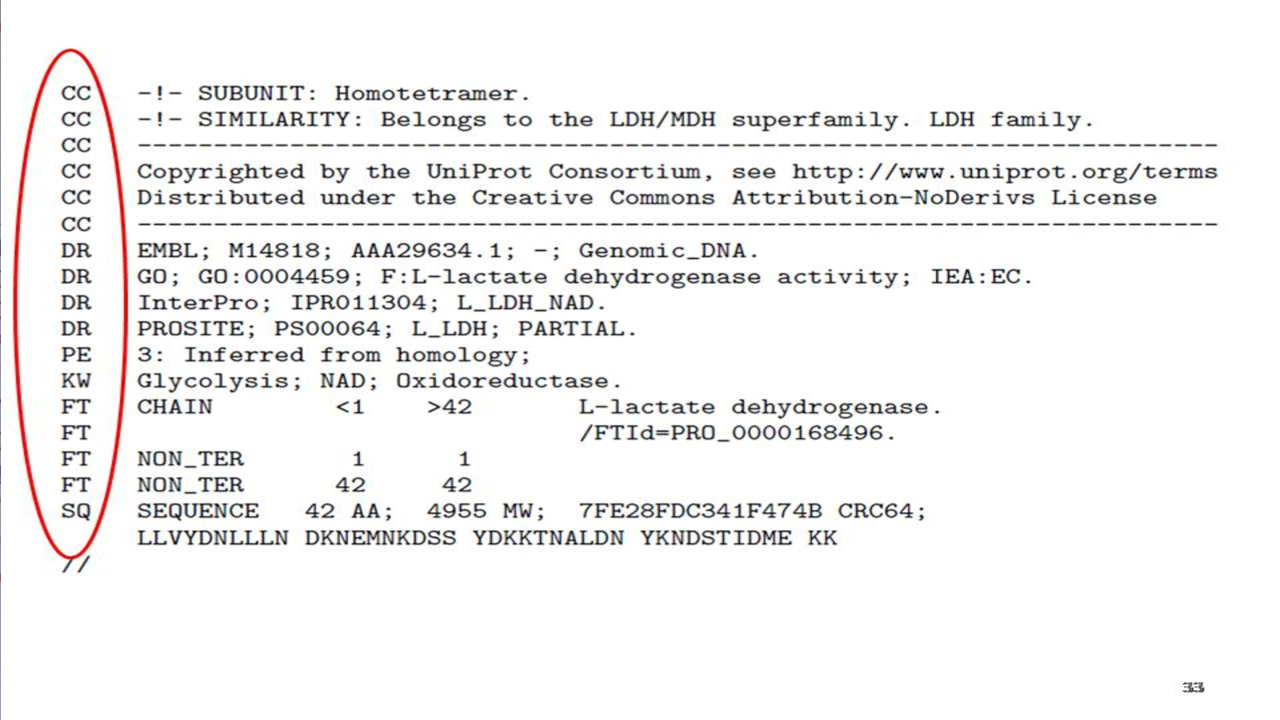 CC   -!- SUBUNIT: Homotetramer.
CC   -!- SIMILARITY: Belongs to the LDH/MDH superfamily. LDH family.
CC   -----------------------------------------------------------------------
CC   Copyrighted by the UniProt Consortium, see http://www.uniprot.org/terms
CC   Distributed under the Creative Commons Attribution-NoDerivs License
CC   -----------------------------------------------------------------------
DR   EMBL; M14818; AAA29634.1; -; Genomic_DNA.
DR   GO; GO:0004459; F:L-lactate dehydrogenase activity; IEA:EC.
DR   InterPro; IPR011304; L_LDH_NAD.
DR   PROSITE; PS00064; L_LDH; PARTIAL.
PE   3: Inferred from homology;
KW   Glycolysis; NAD; Oxidoreductase.
FT   CHAIN        <1    >42       L-lactate dehydrogenase.
FT                                /FTId=PRO_0000168496.
FT   NON_TER       1      1
FT   NON_TER      42     42
SQ   SEQUENCE   42 AA;  4955 MW;  7FE28FDC341F474B CRC64;
     LLVYDNLLLN DKNEMNKDSS YDKKTNALDN YKNDSTIDME KK
//
33